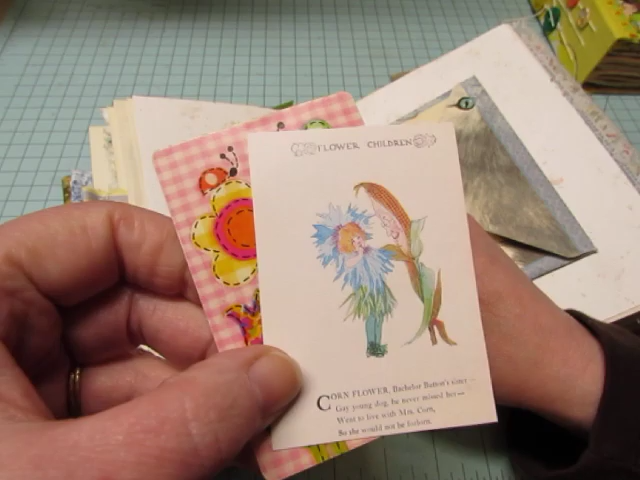 FLOWER CHILDREN
CORN FLOWER, Bachelor Button's sister—
Gay young dog, he never missed her—
Went to live with Mrs. Corn,
So she would not be forlorn.